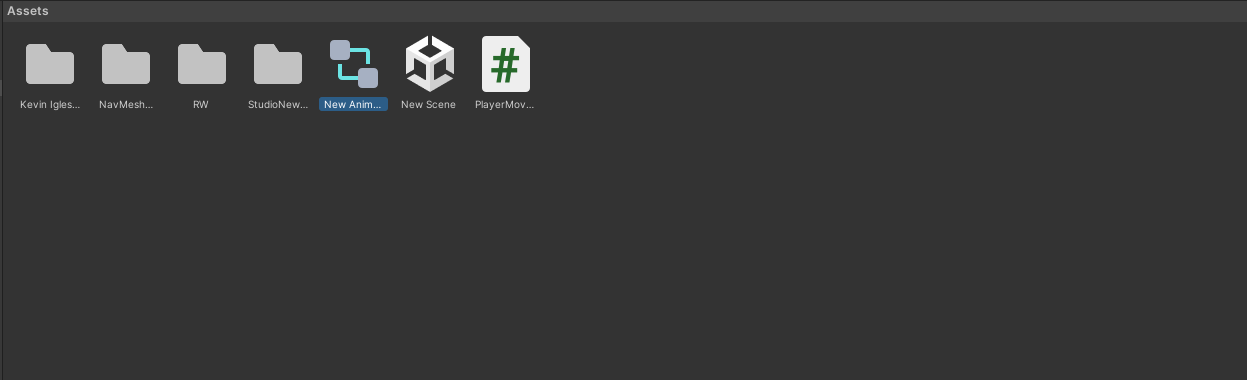 Assets
Kevin Igles...
NavMesh...
RW
StudioNew...
New Anim...
New Scene
PlayerMov...